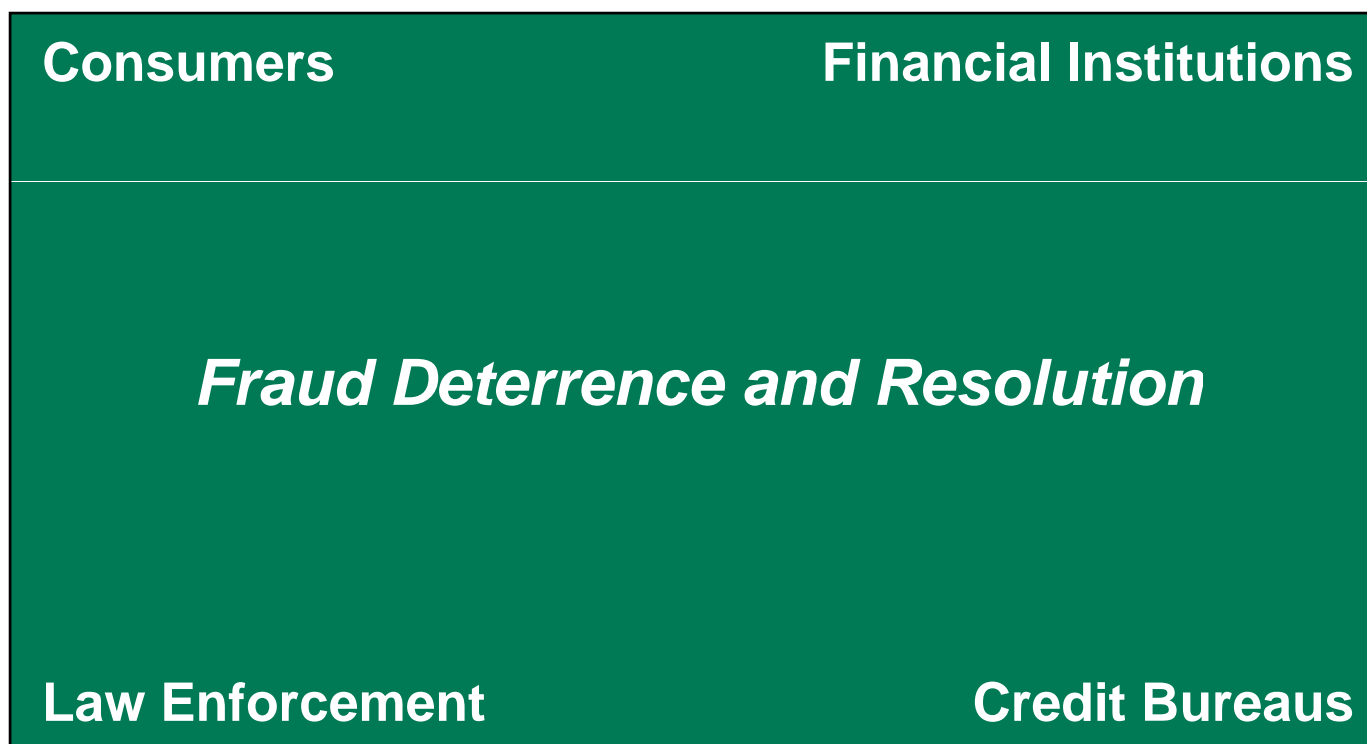 Consumers
Financial Institutions
Fraud Deterrence and Resolution
Law Enforcement
Credit Bureaus